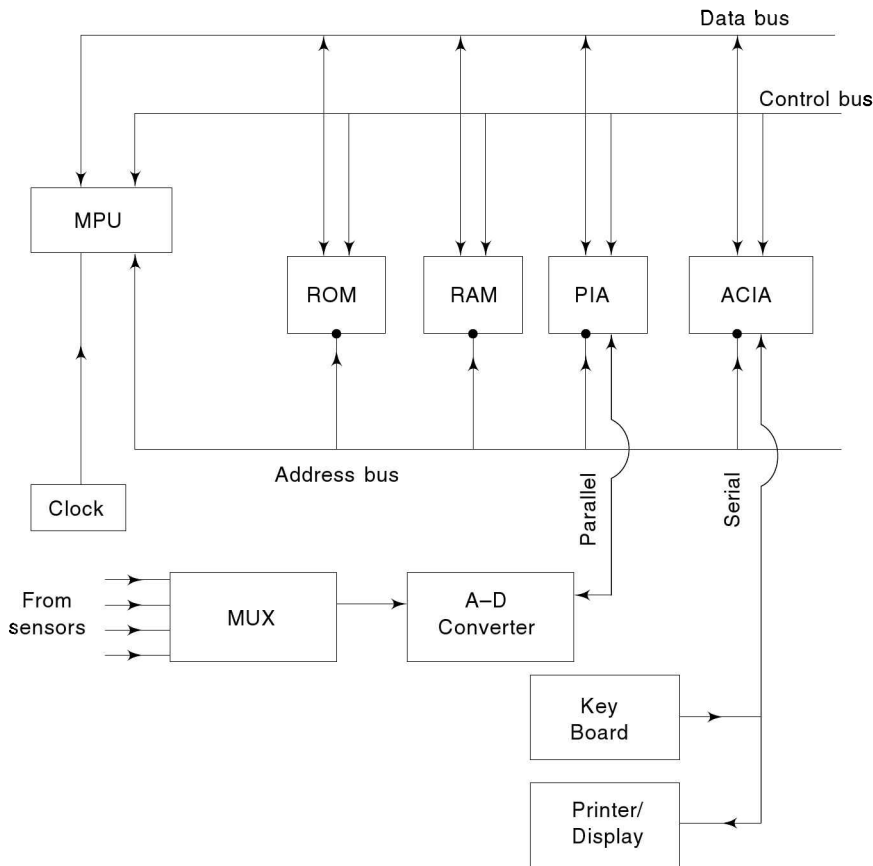 Data bus
Control bus
MPU
ROM
RAM
PIA
ACIA
Address bus
Parallel
Serial
Clock
From
sensors
MUX
A–D
Converter
Key
Board
Printer/
Display